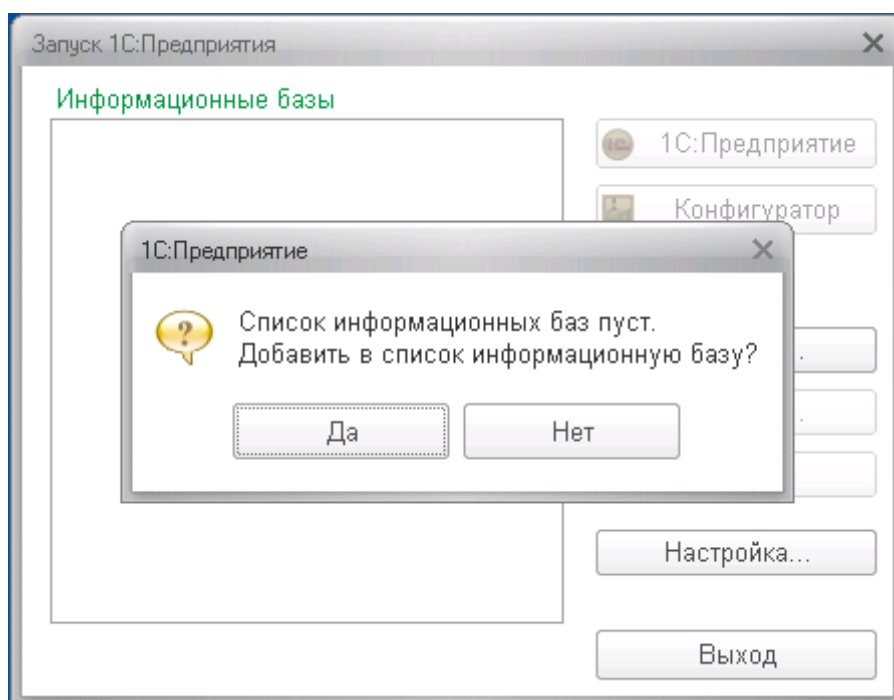 Запуск 1С:Предприятия
Информационные базы
1С:Предприятие
Конфигуратор
1С:Предприятие
Список информационных баз пуст.
Добавить в список информационную базу?
Да
Нет
Настройка...
Выход